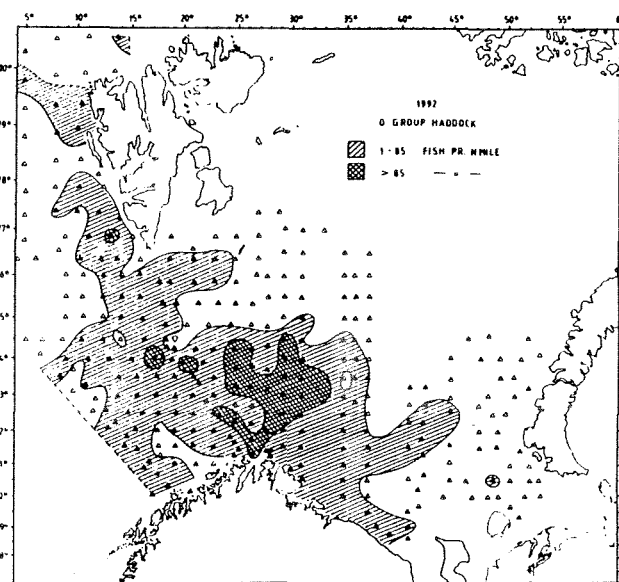 5° 10° 15° 20° 25° 30° 35° 40° 45° 50° 55°
1992
0 GROUP HADDOCK
1 - 85 FISH PR. NMILE
> 85 — " —